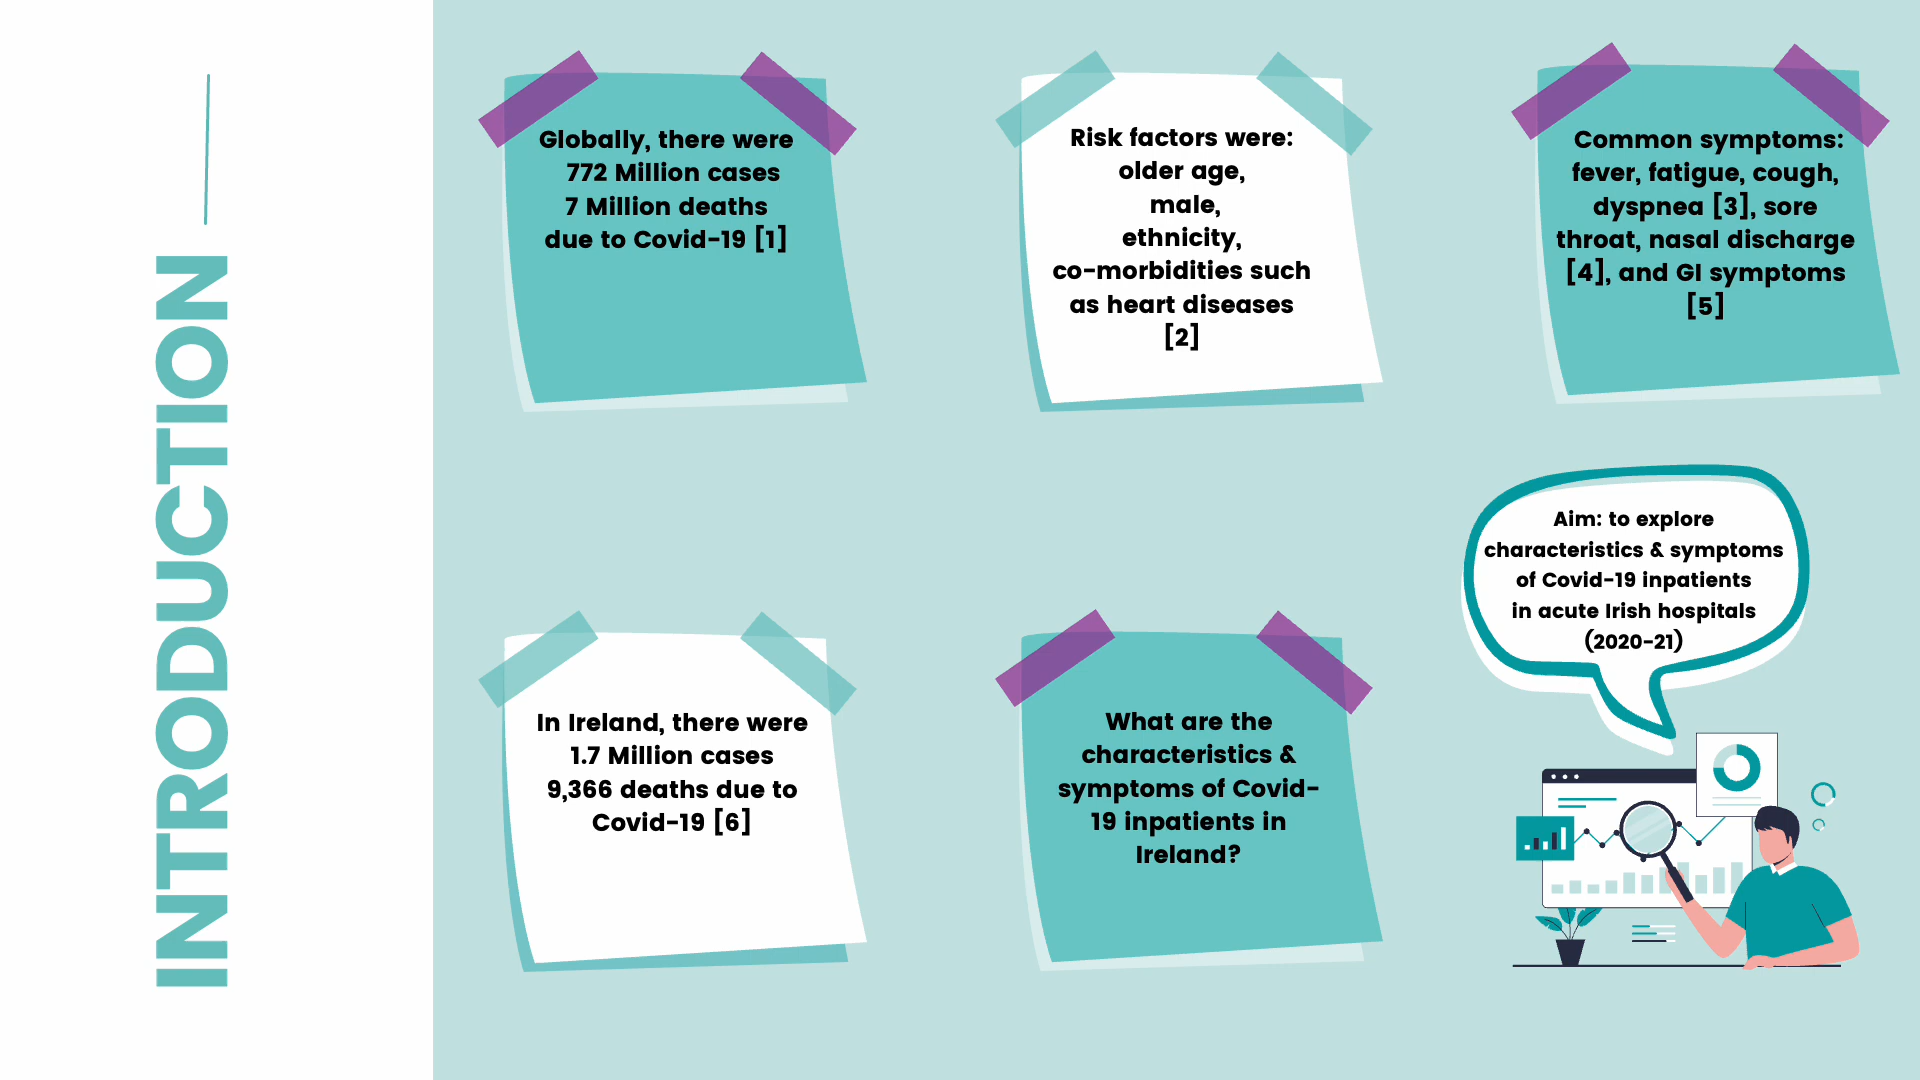 INTRODUCTION
Globally, there were
772 Million cases
7 Million deaths
due to Covid-19 [1]
Risk factors were:
older age,
male,
ethnicity,
co-morbidities such
as heart diseases
[2]
Common symptoms:
fever, fatigue, cough,
dyspnea [3], sore
throat, nasal discharge
[4], and GI symptoms
[5]
In Ireland, there were
1.7 Million cases
9,366 deaths due to
Covid-19 [6]
What are the
characteristics &
symptoms of Covid-
19 inpatients in
Ireland?
Aim: to explore
characteristics & symptoms
of Covid-19 inpatients
in acute Irish hospitals
(2020-21)